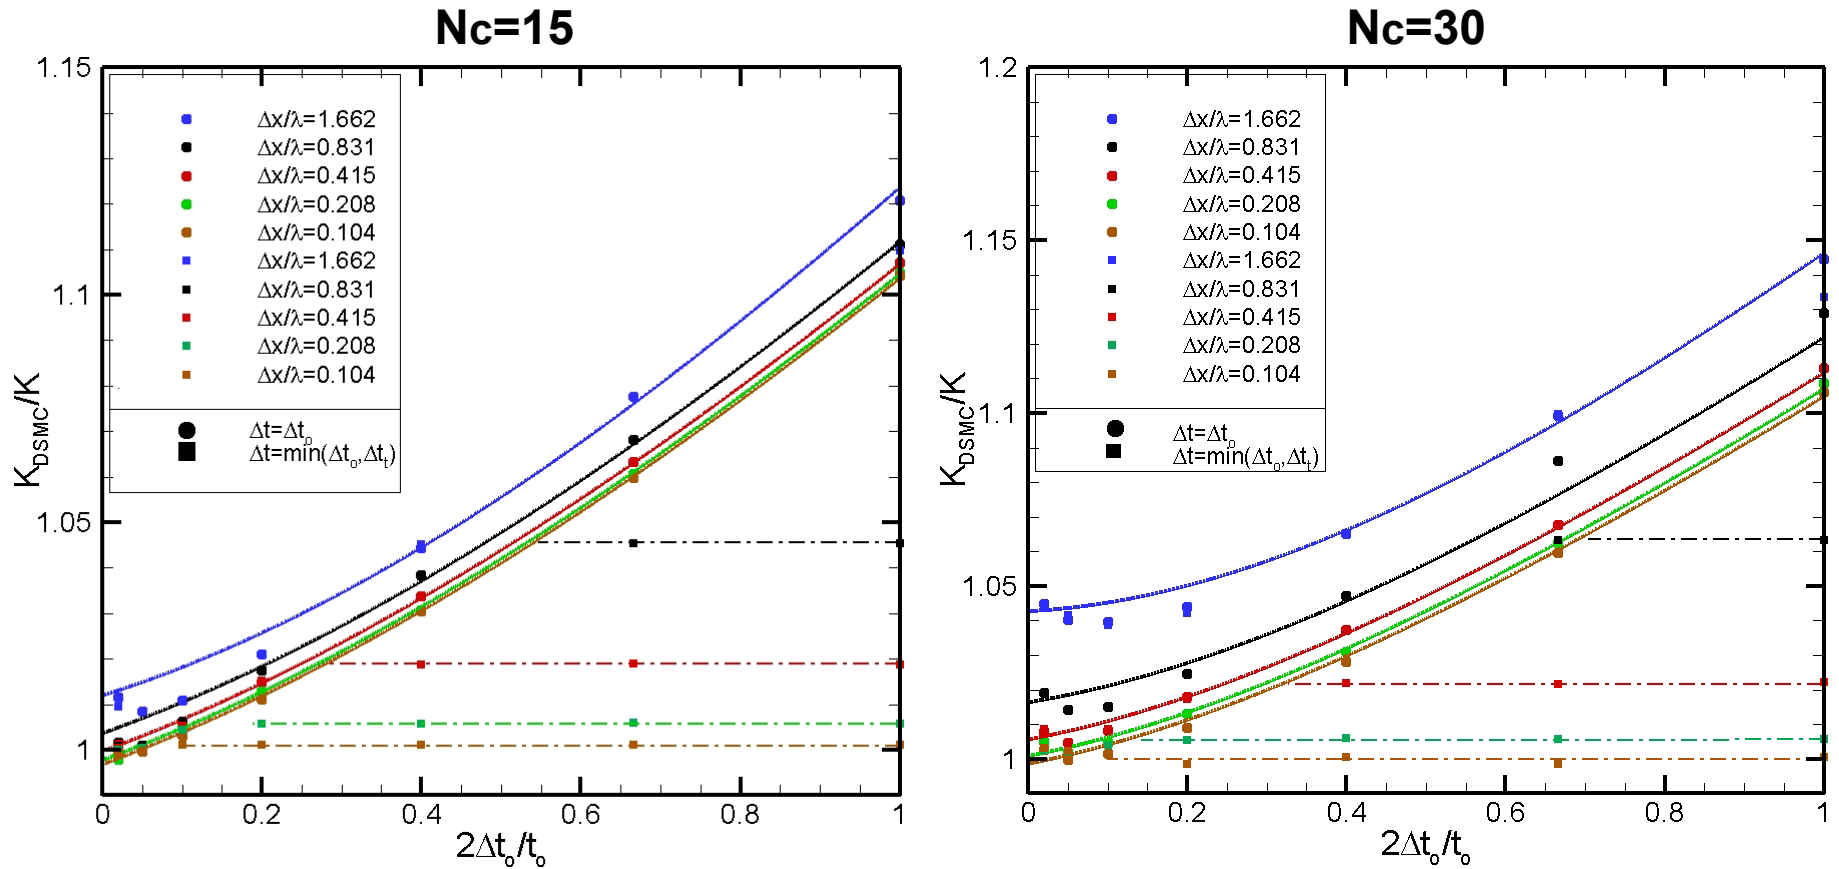 Nc=15
1.15
1.1
1.05
1
K_DSMC/K
Δx/λ=1.662
Δx/λ=0.831
Δx/λ=0.415
Δx/λ=0.208
Δx/λ=0.104
Δx/λ=1.662
Δx/λ=0.831
Δx/λ=0.415
Δx/λ=0.208
Δx/λ=0.104
Δt=Δt_o
Δt=min(Δt_o,Δt_t)
0 0.2 0.4 0.6 0.8 1
2Δt_o/t_o
Nc=30
1.2
1.15
1.1
1.05
1
K_DSMC/K
Δx/λ=1.662
Δx/λ=0.831
Δx/λ=0.415
Δx/λ=0.208
Δx/λ=0.104
Δx/λ=1.662
Δx/λ=0.831
Δx/λ=0.415
Δx/λ=0.208
Δx/λ=0.104
Δt=Δt_o
Δt=min(Δt_o,Δt_t)
0 0.2 0.4 0.6 0.8 1
2Δt_o/t_o